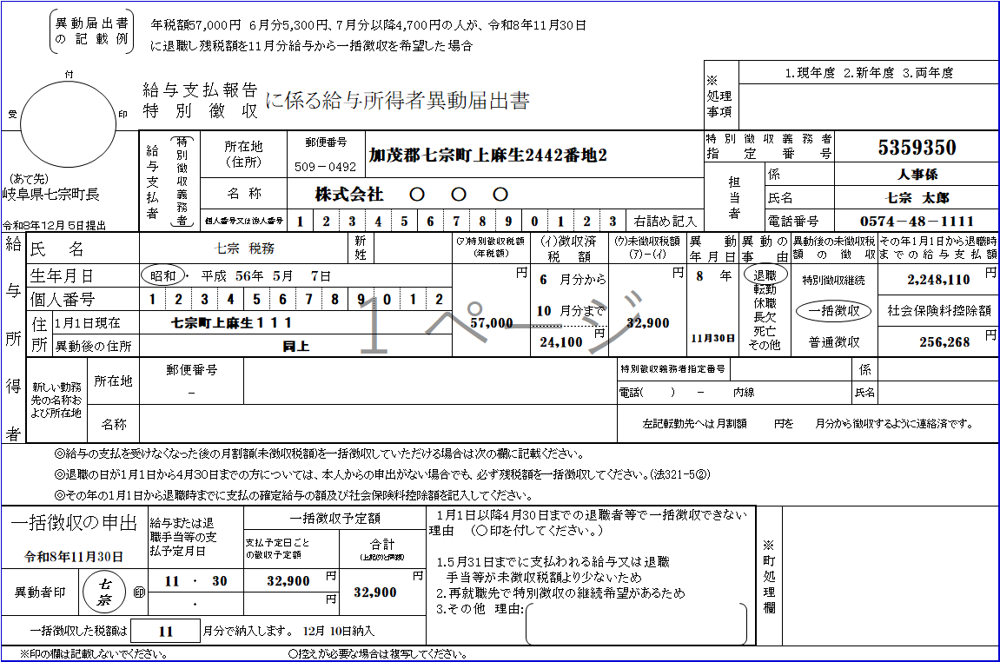 異動届出書
の記載例
年税額57,000円 6月分5,300円、7月分以降4,700円の人が、令和8年11月30日
に退職し残税額を11月分給与から一括徴収を希望した場合
付
受
印
給与支払報告
特別徴収
に係る給与所得者異動届出書
※
処理
事項
1.現年度 2.新年度 3.両年度
(あて先)
岐阜県七宗町長
令和8年12月5日提出
給与支払者
特別徴収義務者
所在地
(住所)
郵便番号
509-0492
加茂郡七宗町上麻生2442番地2
名称
株式会社 〇 〇 〇
個人番号又は法人番号
1 2 3 4 5 6 7 8 9 0 1 2 3
右詰め記入
特別徴収義務者
指定番号
5359350
担当者
係
人事係
氏名
七宗 太郎
電話番号
0574-48-1111
給与所得者
氏名
七宗 税務
新姓
生年月日
昭和・平成 56年 5月 7日
個人番号
1 2 3 4 5 6 7 8 9 0 1 2
住所
1月1日現在
七宗町上麻生111
異動後の住所
同上
(ア)特別徴収税額
(年税額)
円
57,000
(イ)徴収済
税額
6 月分から
10 月分まで
円
24,100
(ウ)未徴収税額
(ア)-(イ)
円
32,900
異動
年月日
8 年
11月30日
異動の
事由
退職
転勤
休職
長欠
死亡
その他
異動後の未徴収税
額の徴収
特別徴収継続
一括徴収
普通徴収
その年1月1日から退職時
までの給与支払額
円
2,248,110
社会保険料控除額
円
256,268
1 ページ
新しい勤務
先の名称お
よび所在地
所在地
郵便番号
-
名称
特別徴収義務者指定番号
係
電話( ) - 内線
氏名
左記転勤先へは月割額 円を 月分から徴収するように連絡済です。
◎給与の支払を受けなくなった後の月割額(未徴収税額)を一括徴収していただける場合は次の欄に記載ください。
◎退職の日が1月1日から4月30日までの方については、本人からの申出がない場合でも、必ず残税額を一括徴収してください。(法321-5②)
◎その年の1月1日から退職時までに支払の確定給与の額及び社会保険料控除額を記入してください。
一括徴収の申出
令和8年11月30日
異動者印
七宗
㊞
給与または退
職手当等の支
払予定月日
11 ・ 30
・
一括徴収予定額
支払予定日ごと
の徴収予定額
円
32,900
円
合計
(上記(ウ)と同額)
円
32,900
一括徴収した税額は 11 月分で納入します。 12月 10日納入
1月1日以降4月30日までの退職者等で一括徴収できない
理由 (〇印を付してください。)
1.5月31日までに支払われる給与又は退職
手当等が未徴収税額より少ないため
2.再就職先で特別徴収の継続希望があるため
3.その他 理由:
※町処理欄
※印の欄は記載しないでください。
〇控えが必要な場合は複写してください。